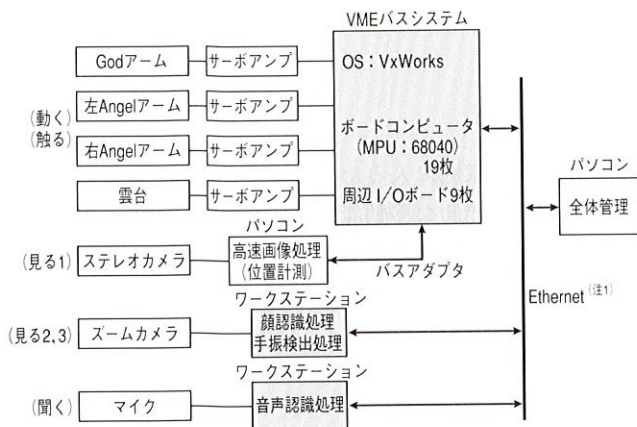 VMEバスシステム
Godアーム
サーボアンプ
OS：VxWorks
(動く)
(触る)
左Angelアーム
サーボアンプ
右Angelアーム
サーボアンプ
ボードコンピュータ
(MPU：68040)
19枚
雲台
サーボアンプ
周辺I/Oボード9枚
パソコン
全体管理
パソコン
(見る1)
ステレオカメラ
高速画像処理
(位置計測)
バスアダプタ
Ethernet(注1)
ワークステーション
(見る2,3)
ズームカメラ
顔認識処理
手振検出処理
ワークステーション
(聞く)
マイク
音声認識処理